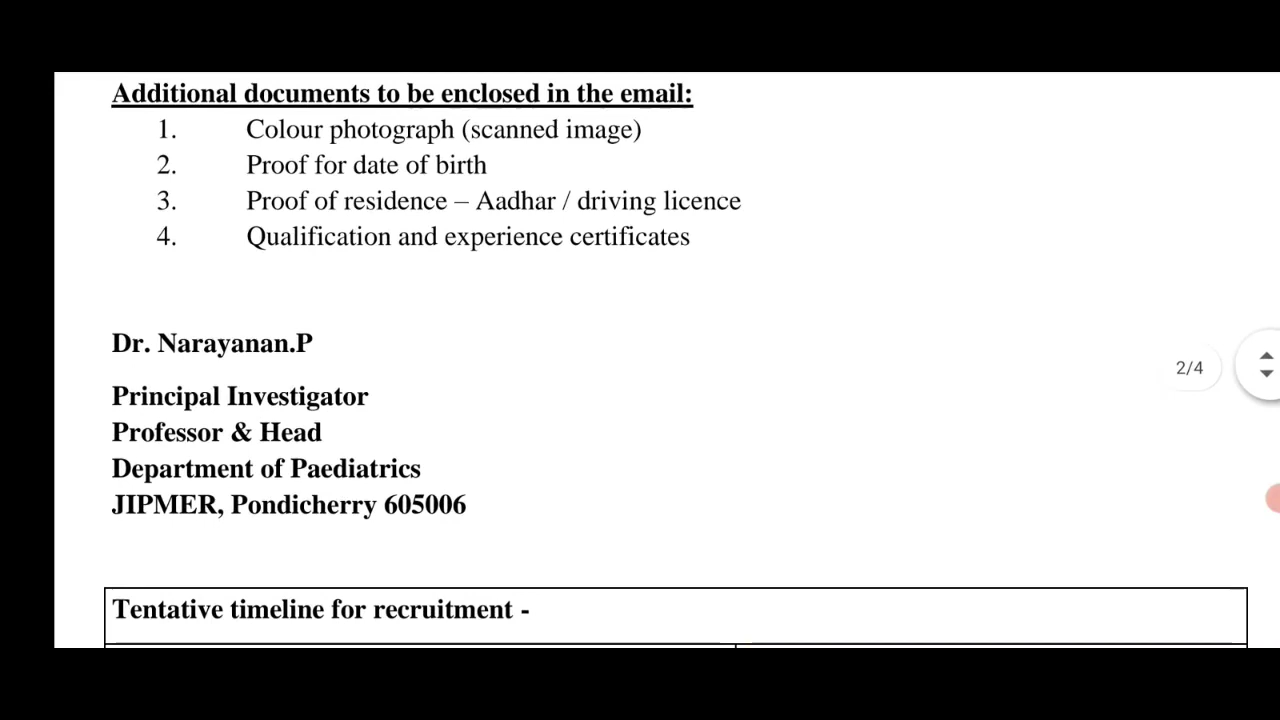 Additional documents to be enclosed in the email:
1. Colour photograph (scanned image)
2. Proof for date of birth
3. Proof of residence – Aadhar / driving licence
4. Qualification and experience certificates
Dr. Narayanan.P
2/4
Principal Investigator
Professor & Head
Department of Paediatrics
JIPMER, Pondicherry 605006
Tentative timeline for recruitment -